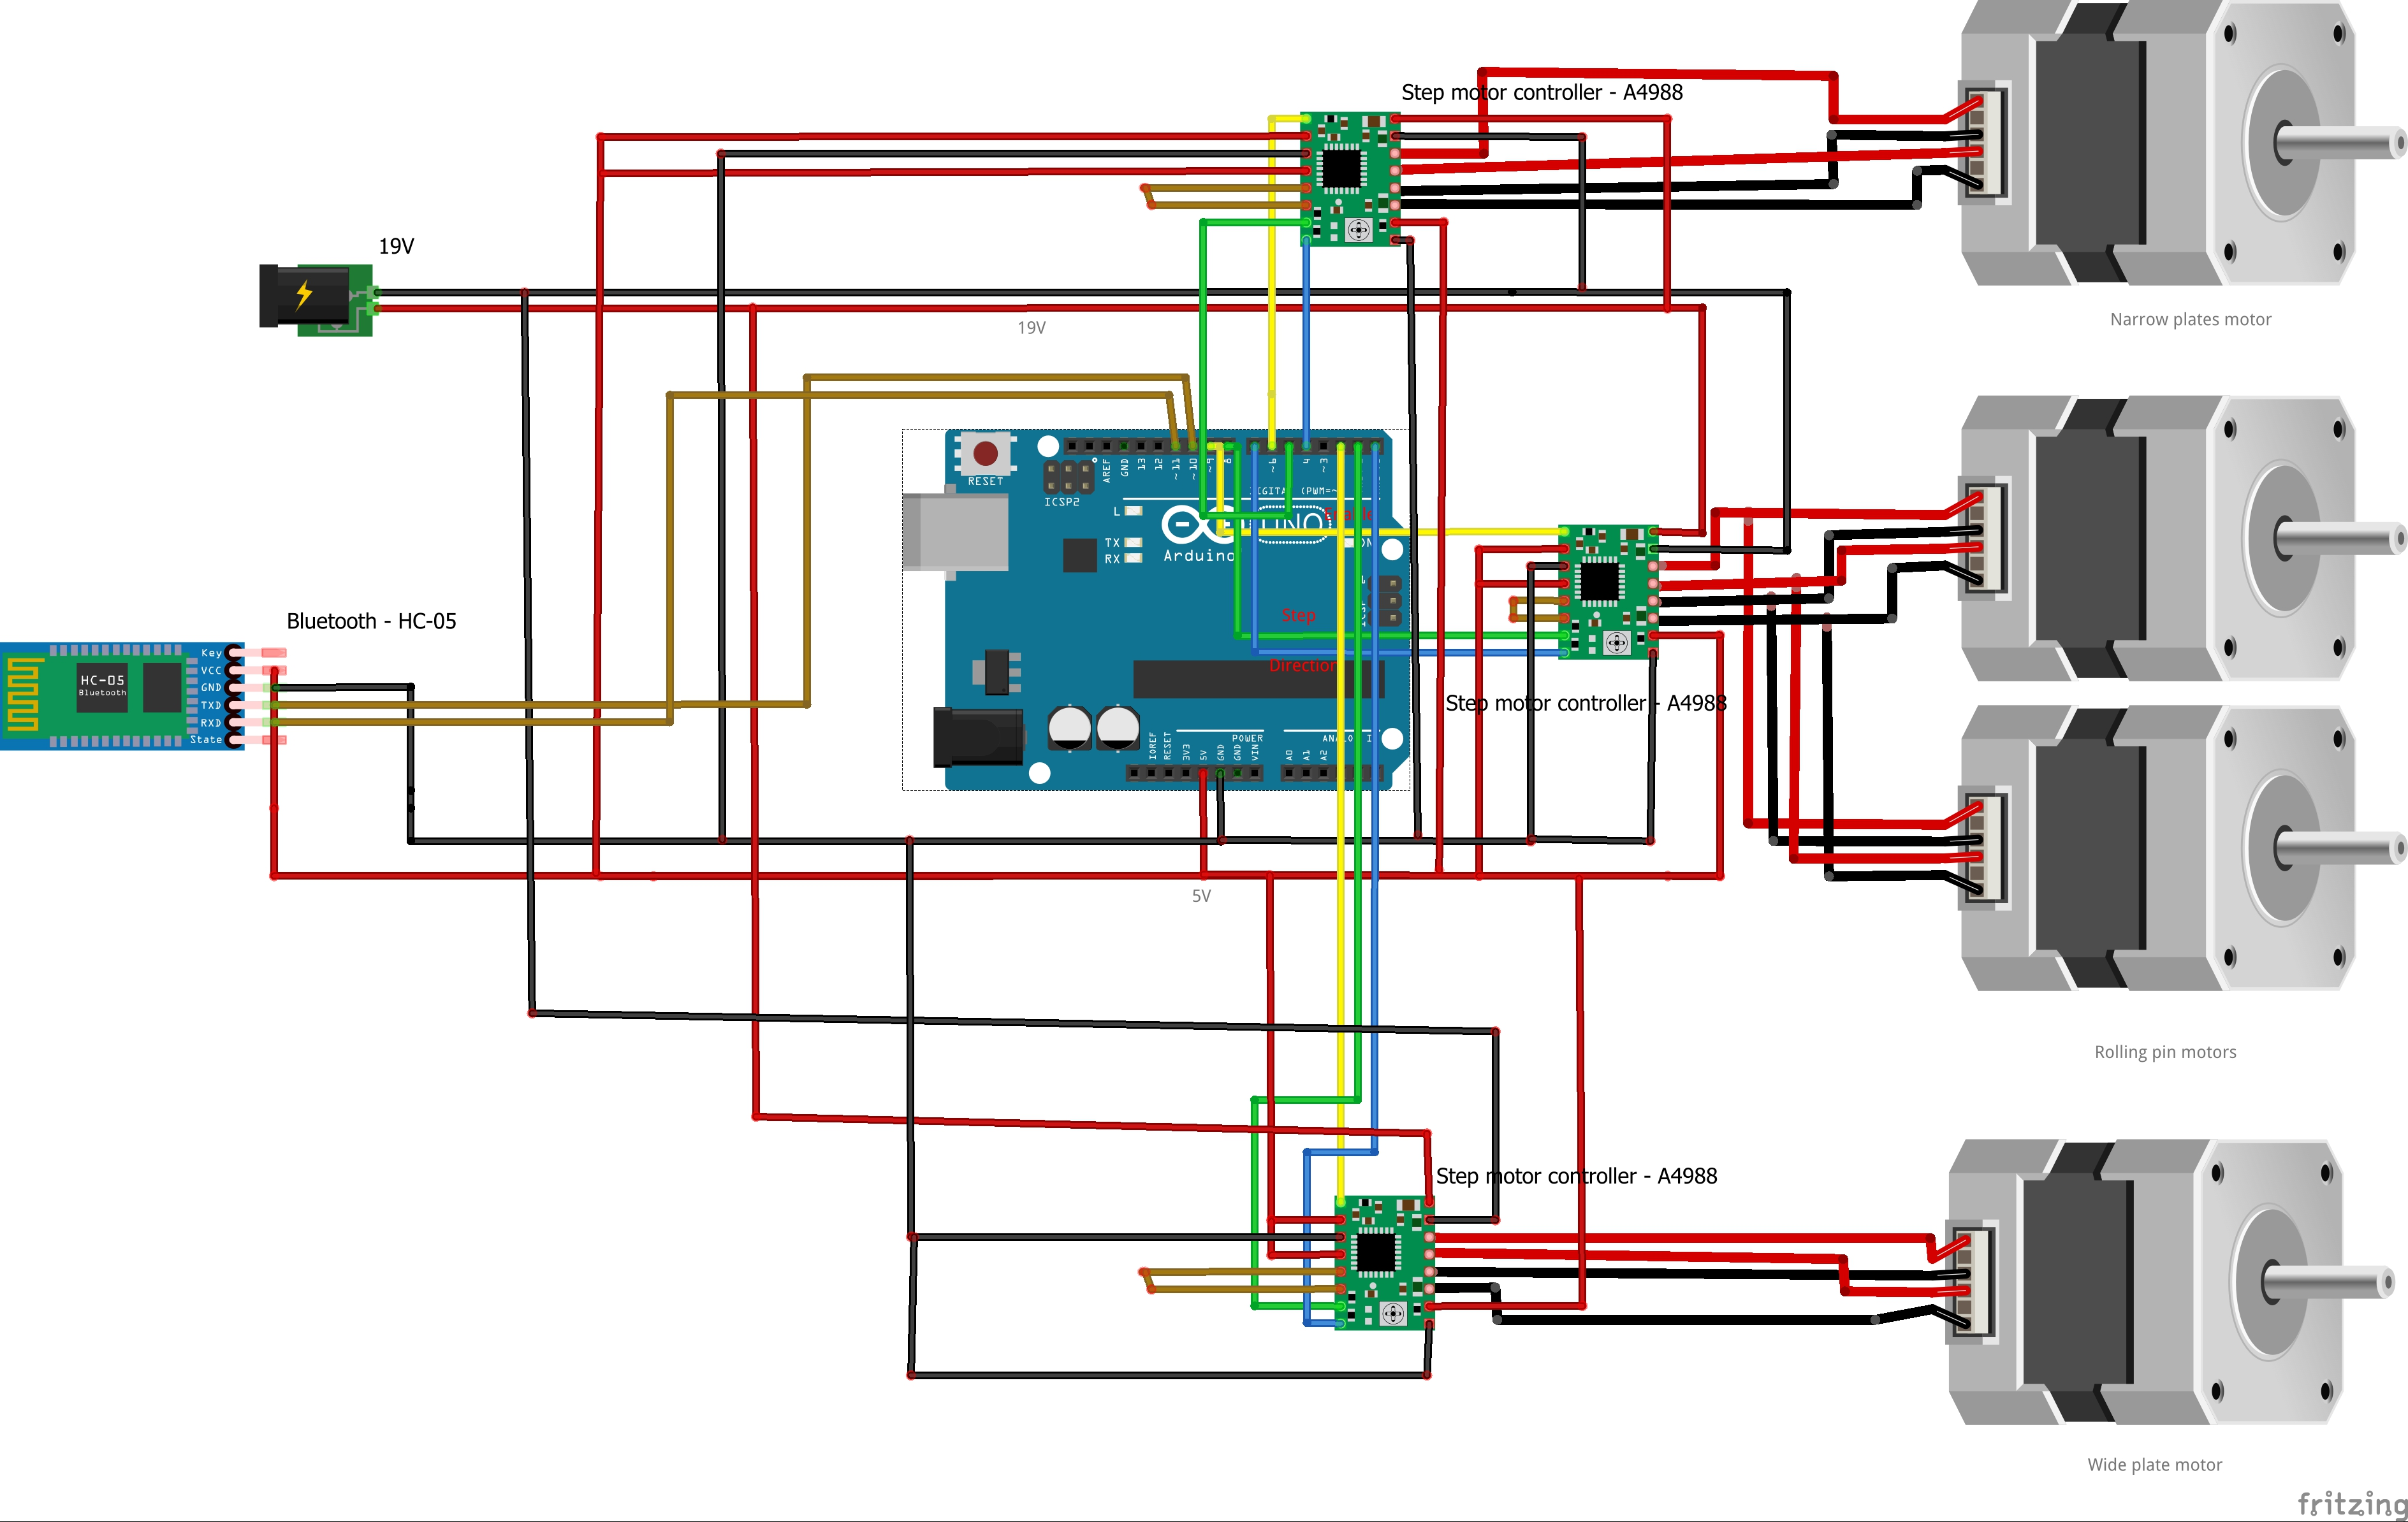 Step motor controller - A4988
19V
19V
Narrow plates motor
RESET
ICSP2
AREF
GND
13
12
~11
~10
~9
8
~6
4
~3
L
TX
RX
Arduino
UNO
Enable
Step
Direction
Bluetooth - HC-05
HC-05
Bluetooth
Key
VCC
GND
TXD
RXD
State
Step motor controller - A4988
IOREF
RESET
3V3
5V
GND
GND
VIN
POWER
A0
A1
A2
5V
Rolling pin motors
Step motor controller - A4988
Wide plate motor
fritzing